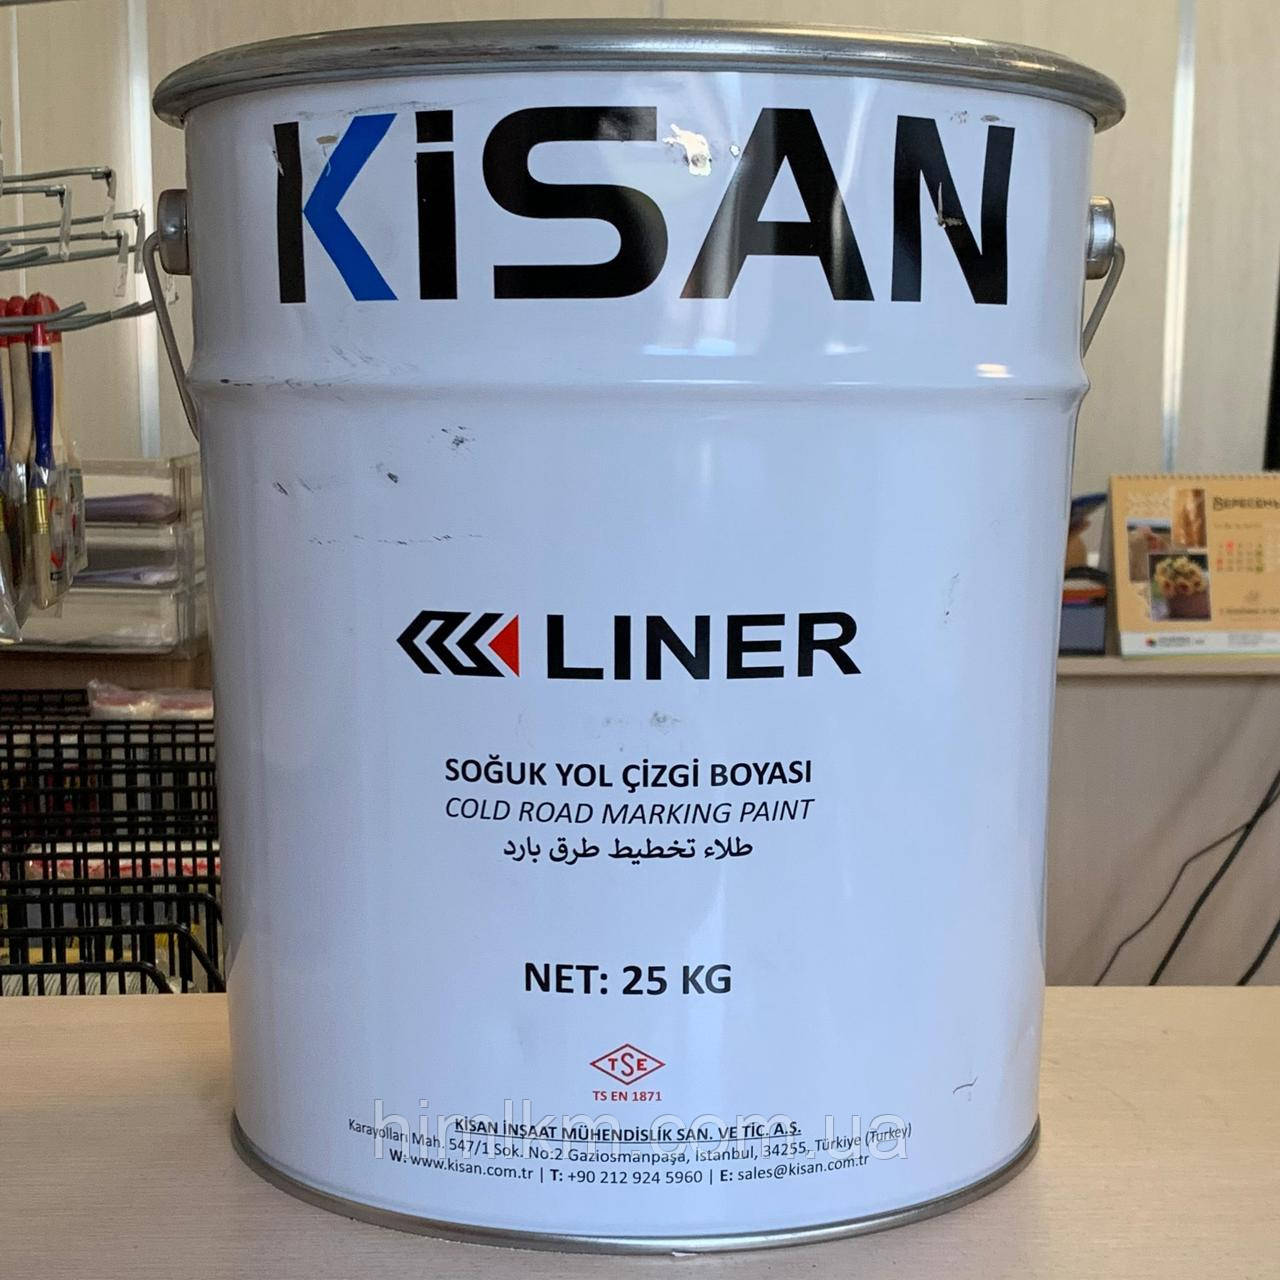 KiSAN
LINER
SOĞUK YOL ÇİZGİ BOYASI
COLD ROAD MARKING PAINT
طلاء تخطيط طرق بارد
NET: 25 KG
TSE
TS EN 1871
KİSAN İNŞAAT MÜHENDİSLİK SAN. VE TİC. A.Ş.
Karayolları Mah. 547/1 Sok. No:2 Gaziosmanpaşa, İstanbul, 34255, Türkiye (Turkey)
W: www.kisan.com.tr | T: +90 212 924 5960 | E: sales@kisan.com.tr
himlkm.com.ua
ВЕРЕСЕНЬ